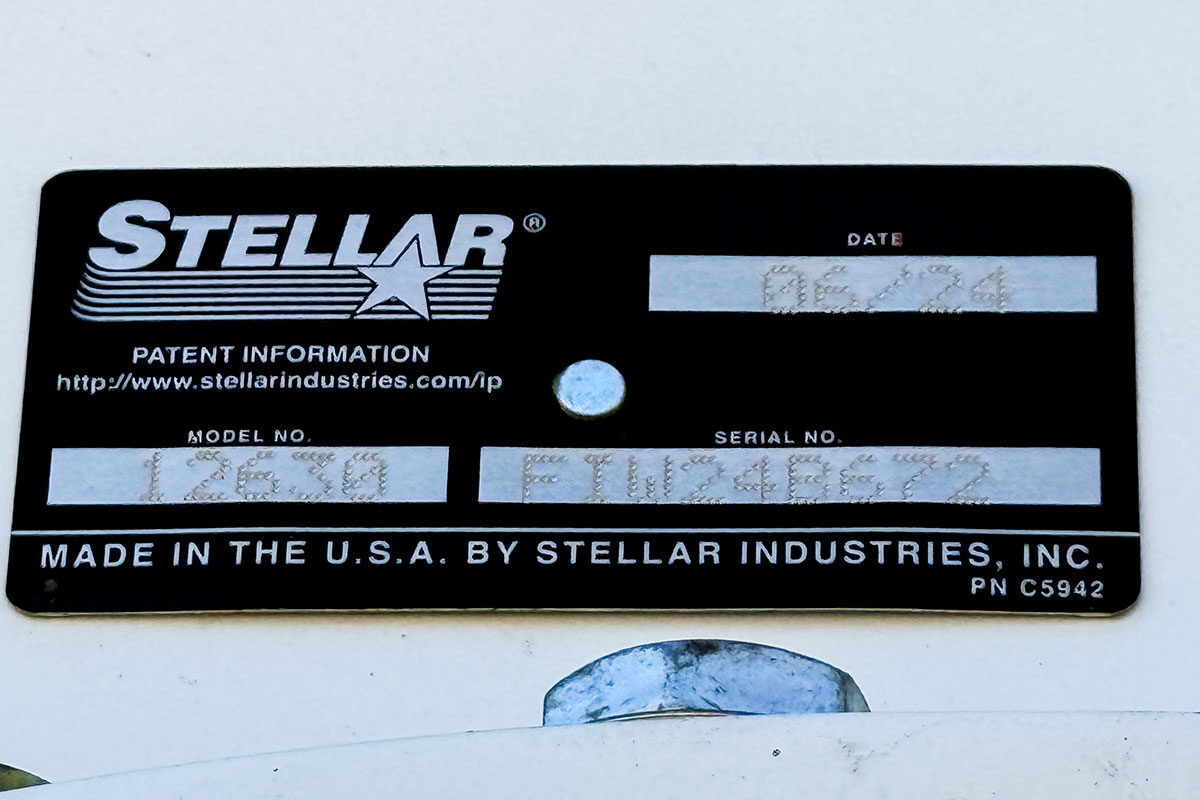 STELLAR®
DATE
06/24
PATENT INFORMATION
http://www.stellarindustries.com/ip
MODEL NO.
12630
SERIAL NO.
FIW24B672
MADE IN THE U.S.A. BY STELLAR INDUSTRIES, INC.
PN C5942